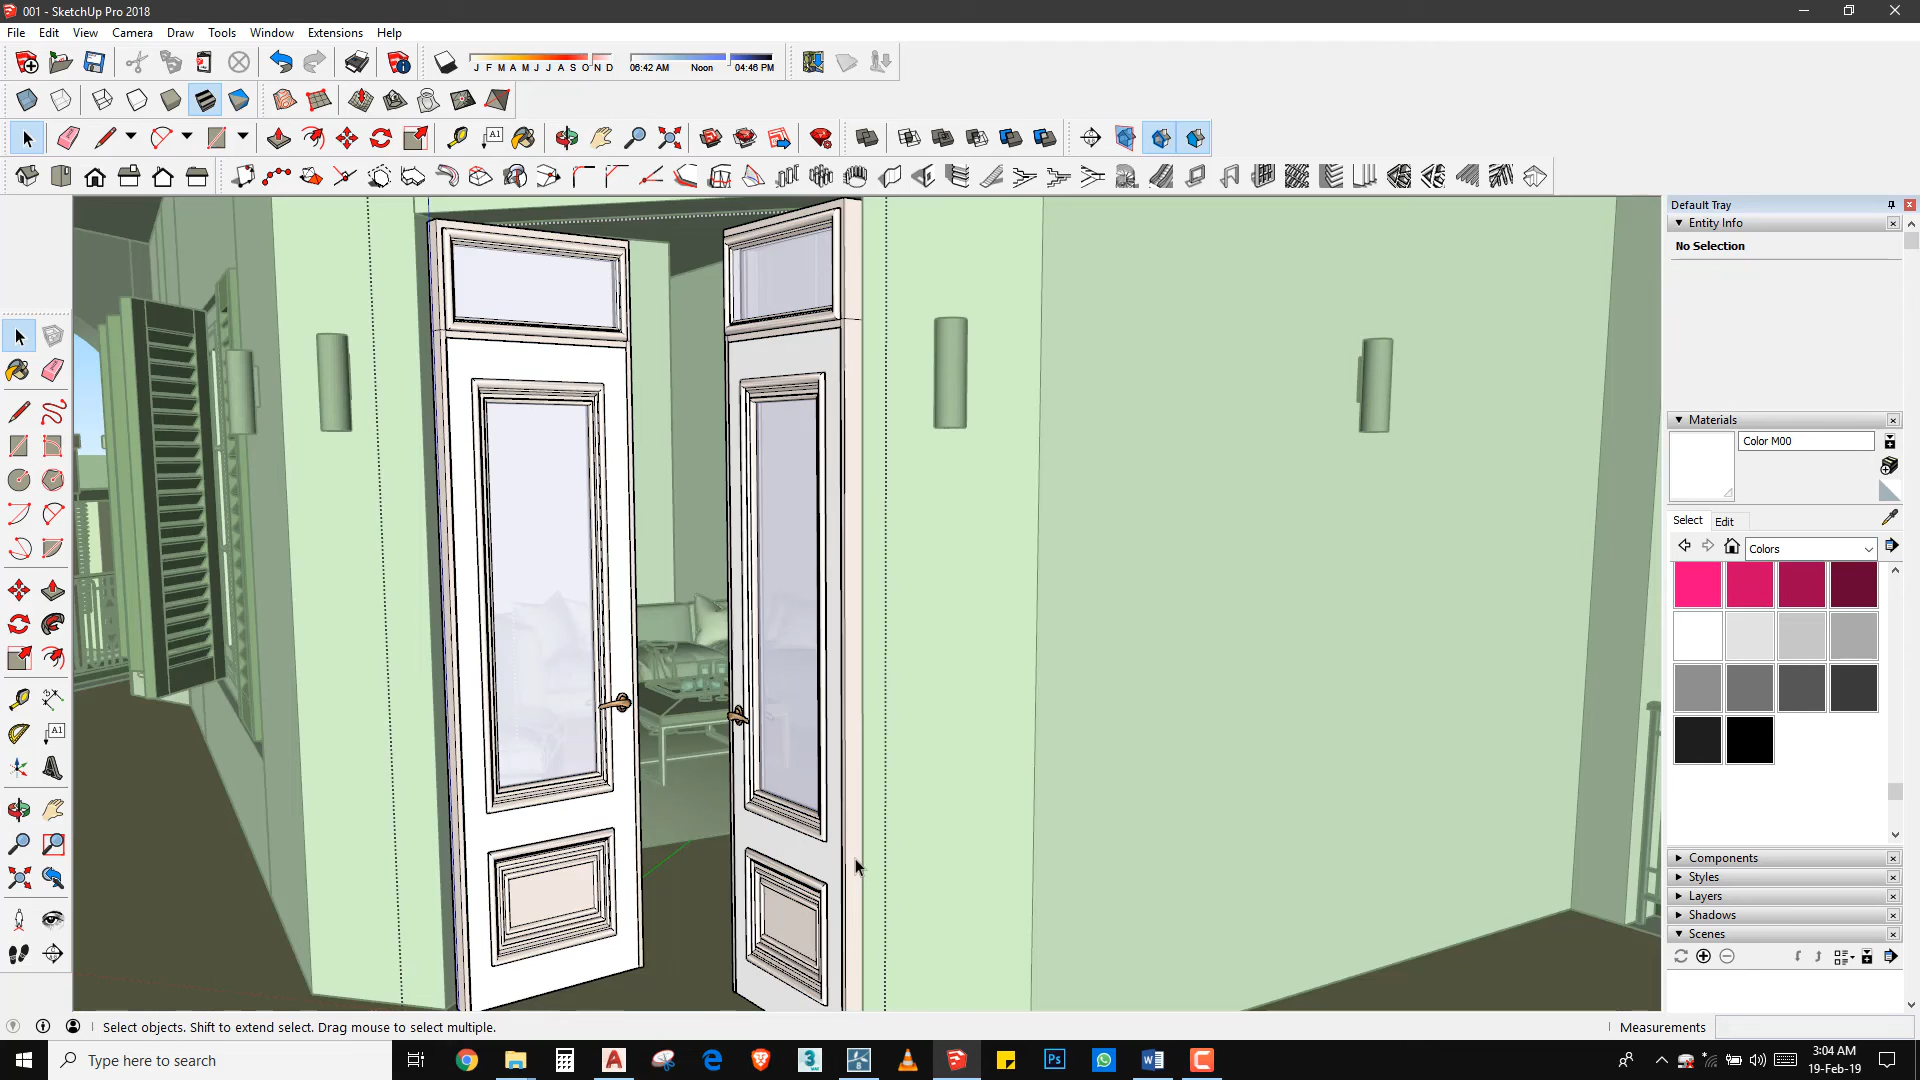 001 - SketchUp Pro 2018
File Edit View Camera Draw Tools Window Extensions Help
J F M A M J J A S O N D
06:42 AM Noon 04:46 PM
A1
Default Tray
Entity Info
No Selection
A1
Materials
Color M00
Select Edit
Colors
Components
Styles
Layers
Shadows
Scenes
Select objects. Shift to extend select. Drag mouse to select multiple.
Measurements
Type here to search
3:04 AM
19-Feb-19